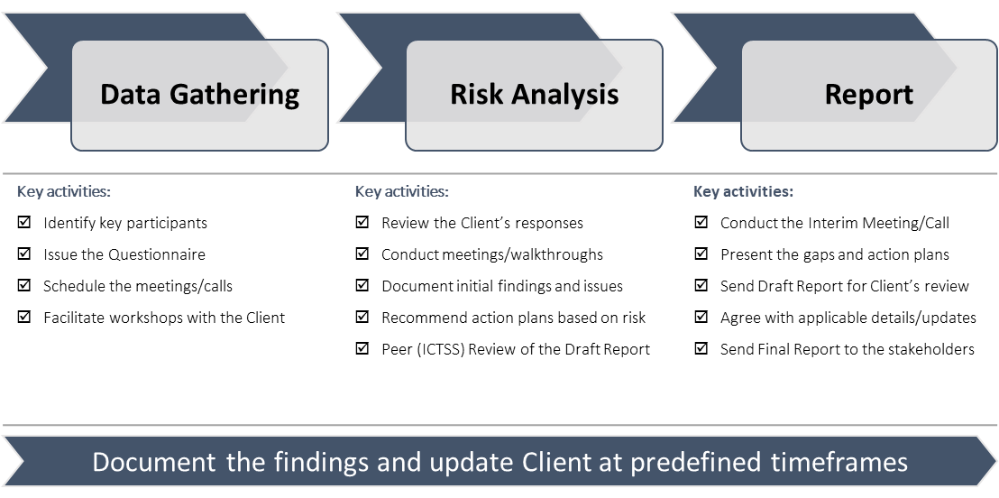 Data Gathering
Risk Analysis
Report
Key activities:
Identify key participants
Issue the Questionnaire
Schedule the meetings/calls
Facilitate workshops with the Client
Key activities:
Review the Client’s responses
Conduct meetings/walkthroughs
Document initial findings and issues
Recommend action plans based on risk
Peer (ICTSS) Review of the Draft Report
Key activities:
Conduct the Interim Meeting/Call
Present the gaps and action plans
Send Draft Report for Client’s review
Agree with applicable details/updates
Send Final Report to the stakeholders
Document the findings and update Client at predefined timeframes